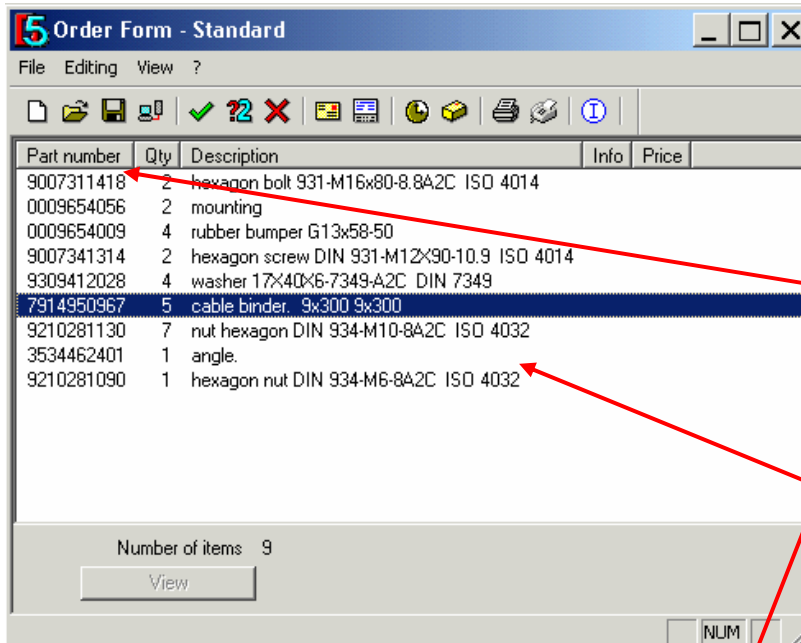 5 Order Form - Standard
File Editing View ?
?2 I
Part number Qty Description Info Price
9007311418 2 hexagon bolt 931-M16x80-8.8A2C ISO 4014
0009654056 2 mounting
0009654009 4 rubber bumper G13x58-50
9007341314 2 hexagon screw DIN 931-M12X90-10.9 ISO 4014
9309412028 4 washer 17X40X6-7349-A2C DIN 7349
7914950967 5 cable binder. 9x300 9x300
9210281130 7 nut hexagon DIN 934-M10-8A2C ISO 4032
3534462401 1 angle.
9210281090 1 hexagon nut DIN 934-M6-8A2C ISO 4032
Number of items 9
View
NUM